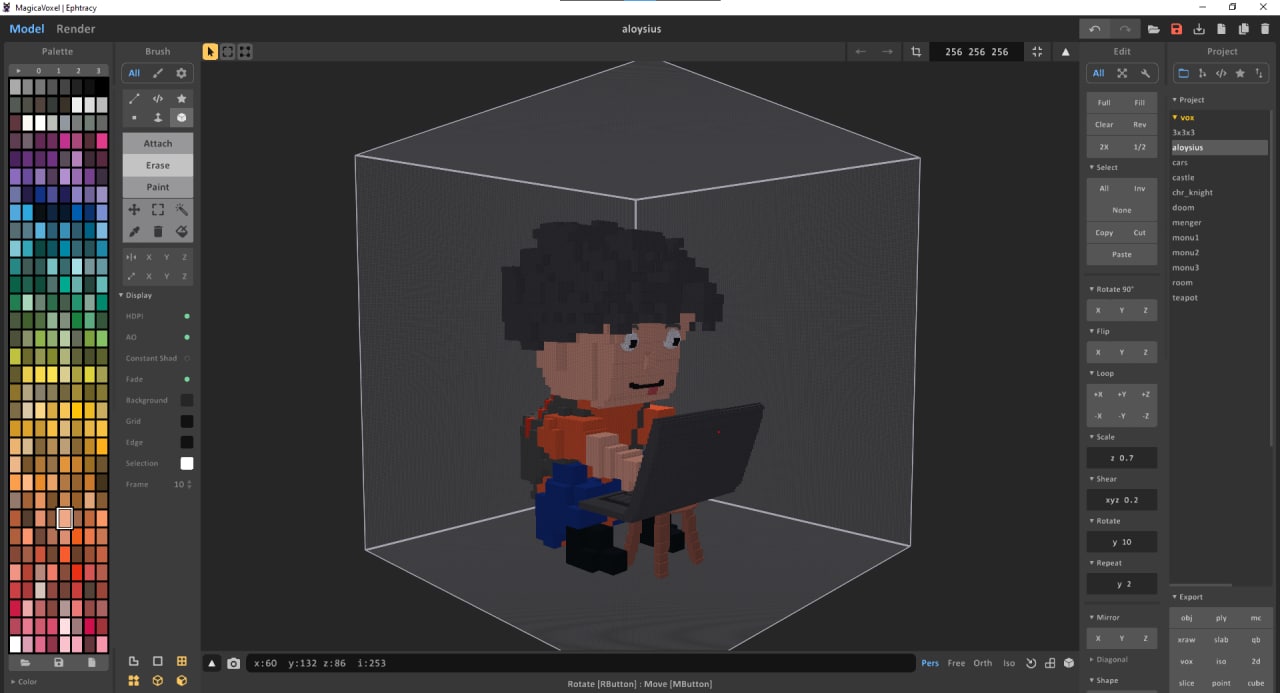 MagicaVoxel | Ephtracy
Model Render
aloysius
Palette
Brush
256 256 256
Edit
Project
0 1 2 3
All
All
Project
vox
3x3x3
aloysius
cars
castle
chr_knight
doom
menger
monu1
monu2
monu3
room
teapot
Attach
Erase
Paint
X Y Z
X Y Z
Display
HDPI
AO
Constant Shad
Fade
Background
Grid
Edge
Selection
Frame 10
Full Fill
Clear Rev
2X 1/2
Select
All Inv
None
Copy Cut
Paste
Rotate 90°
X Y Z
Flip
X Y Z
Loop
+X +Y +Z
-X -Y -Z
Scale
z 0.7
Shear
xyz 0.2
Rotate
y 10
Repeat
y 2
Mirror
X Y Z
Diagonal
Shape
Export
obj ply mc
xraw slab qb
vox iso 2d
slice point cube
Color
x:60 y:132 z:86 i:253
Pers Free Orth Iso
Rotate [RButton] : Move [MButton]